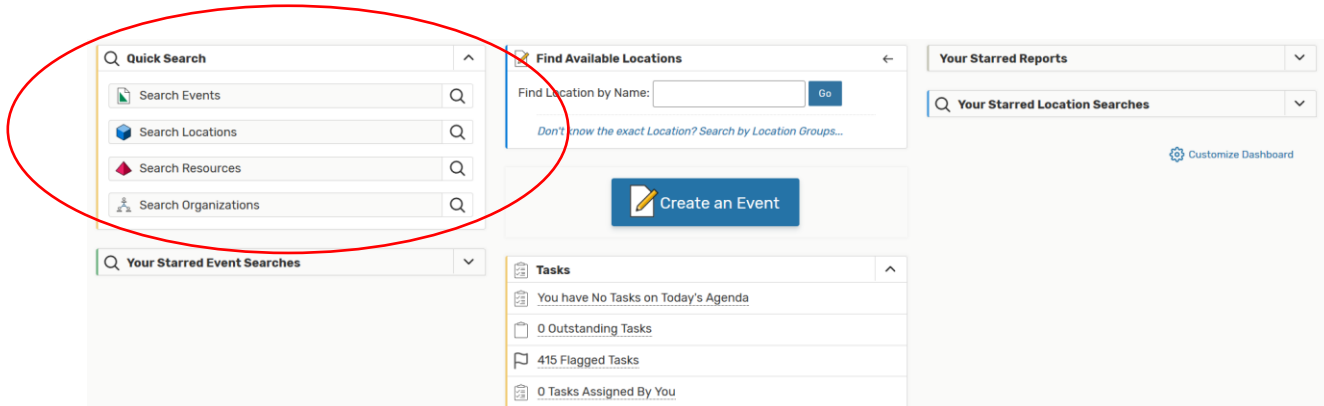 Quick Search
Search Events
Search Locations
Search Resources
Search Organizations
Your Starred Event Searches
Find Available Locations
Find Location by Name:
Go
Don't know the exact Location? Search by Location Groups...
Create an Event
Tasks
You have No Tasks on Today's Agenda
0 Outstanding Tasks
415 Flagged Tasks
0 Tasks Assigned By You
Your Starred Reports
Your Starred Location Searches
Customize Dashboard